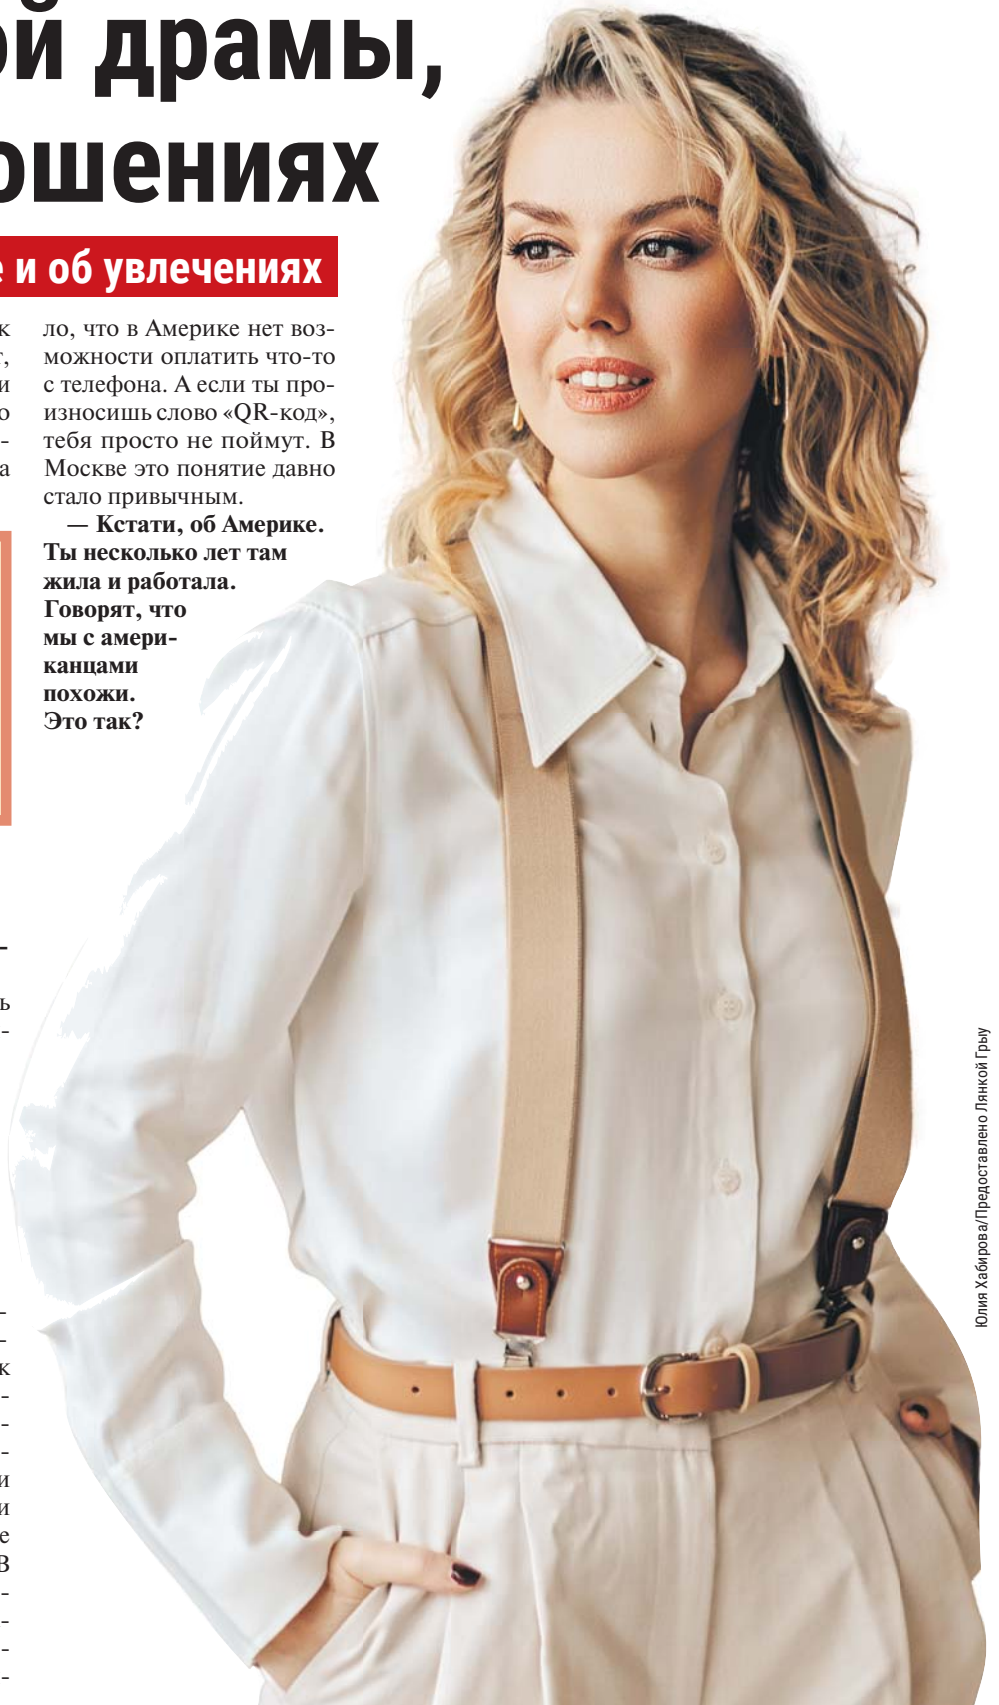 ой драмы,
ошениях
е и об увлечениях
к
т,
и
о
-
а
-
ь
-
-
-
к
-
-
-
и
и
е
В
-
-
-
-
ло, что в Америке нет воз-
можности оплатить что-то
с телефона. А если ты про-
износишь слово «QR-код»,
тебя просто не поймут. В
Москве это понятие давно
стало привычным.
— Кстати, об Америке.
Ты несколько лет там
жила и работала.
Говорят, что
мы с амери-
канцами
похожи.
Это так?
Юлия Хабирова/Предоставлено Лянкой Грыу